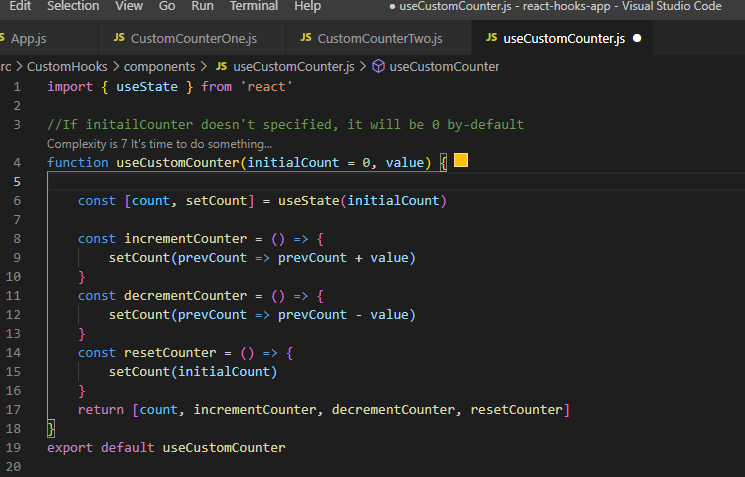 Edit Selection View Go Run Terminal Help ● useCustomCounter.js - react-hooks-app - Visual Studio Code
App.js JS CustomCounterOne.js JS CustomCounterTwo.js JS useCustomCounter.js ●
rc > CustomHooks > components > JS useCustomCounter.js > useCustomCounter
1 import { useState } from 'react'
2
3 //If initailCounter doesn't specified, it will be 0 by-default
Complexity is 7 It's time to do something...
4 function useCustomCounter(initialCount = 0, value) {
5
6 const [count, setCount] = useState(initialCount)
7
8 const incrementCounter = () => {
9 setCount(prevCount => prevCount + value)
10 }
11 const decrementCounter = () => {
12 setCount(prevCount => prevCount - value)
13 }
14 const resetCounter = () => {
15 setCount(initialCount)
16 }
17 return [count, incrementCounter, decrementCounter, resetCounter]
18 }
19 export default useCustomCounter
20